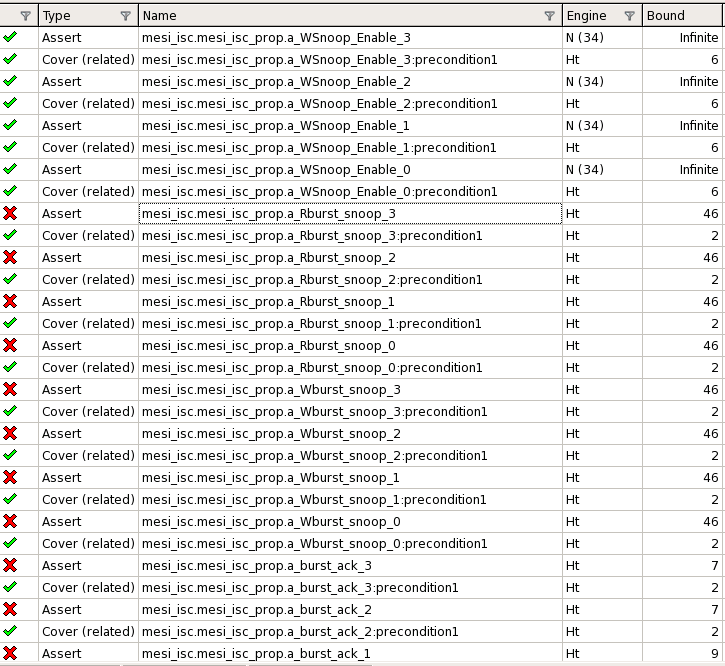 Type Name Engine Bound
Assert mesi_isc.mesi_isc_prop.a_WSnoop_Enable_3 N (34) Infinite
Cover (related) mesi_isc.mesi_isc_prop.a_WSnoop_Enable_3:precondition1 Ht 6
Assert mesi_isc.mesi_isc_prop.a_WSnoop_Enable_2 N (34) Infinite
Cover (related) mesi_isc.mesi_isc_prop.a_WSnoop_Enable_2:precondition1 Ht 6
Assert mesi_isc.mesi_isc_prop.a_WSnoop_Enable_1 N (34) Infinite
Cover (related) mesi_isc.mesi_isc_prop.a_WSnoop_Enable_1:precondition1 Ht 6
Assert mesi_isc.mesi_isc_prop.a_WSnoop_Enable_0 N (34) Infinite
Cover (related) mesi_isc.mesi_isc_prop.a_WSnoop_Enable_0:precondition1 Ht 6
Assert mesi_isc.mesi_isc_prop.a_Rburst_snoop_3 Ht 46
Cover (related) mesi_isc.mesi_isc_prop.a_Rburst_snoop_3:precondition1 Ht 2
Assert mesi_isc.mesi_isc_prop.a_Rburst_snoop_2 Ht 46
Cover (related) mesi_isc.mesi_isc_prop.a_Rburst_snoop_2:precondition1 Ht 2
Assert mesi_isc.mesi_isc_prop.a_Rburst_snoop_1 Ht 46
Cover (related) mesi_isc.mesi_isc_prop.a_Rburst_snoop_1:precondition1 Ht 2
Assert mesi_isc.mesi_isc_prop.a_Rburst_snoop_0 Ht 46
Cover (related) mesi_isc.mesi_isc_prop.a_Rburst_snoop_0:precondition1 Ht 2
Assert mesi_isc.mesi_isc_prop.a_Wburst_snoop_3 Ht 46
Cover (related) mesi_isc.mesi_isc_prop.a_Wburst_snoop_3:precondition1 Ht 2
Assert mesi_isc.mesi_isc_prop.a_Wburst_snoop_2 Ht 46
Cover (related) mesi_isc.mesi_isc_prop.a_Wburst_snoop_2:precondition1 Ht 2
Assert mesi_isc.mesi_isc_prop.a_Wburst_snoop_1 Ht 46
Cover (related) mesi_isc.mesi_isc_prop.a_Wburst_snoop_1:precondition1 Ht 2
Assert mesi_isc.mesi_isc_prop.a_Wburst_snoop_0 Ht 46
Cover (related) mesi_isc.mesi_isc_prop.a_Wburst_snoop_0:precondition1 Ht 2
Assert mesi_isc.mesi_isc_prop.a_burst_ack_3 Ht 7
Cover (related) mesi_isc.mesi_isc_prop.a_burst_ack_3:precondition1 Ht 2
Assert mesi_isc.mesi_isc_prop.a_burst_ack_2 Ht 7
Cover (related) mesi_isc.mesi_isc_prop.a_burst_ack_2:precondition1 Ht 2
Assert mesi_isc.mesi_isc_prop.a_burst_ack_1 Ht 9